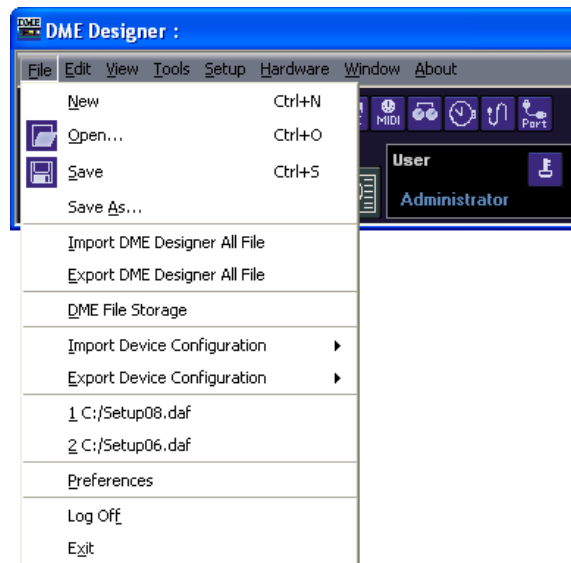 DME DME Designer :
File Edit View Tools Setup Hardware Window About
New Ctrl+N
Open... Ctrl+O
Save Ctrl+S
Save As...
Import DME Designer All File
Export DME Designer All File
DME File Storage
Import Device Configuration
Export Device Configuration
1 C:/Setup08.daf
2 C:/Setup06.daf
Preferences
Log Off
Exit
MIDI Port
User
Administrator